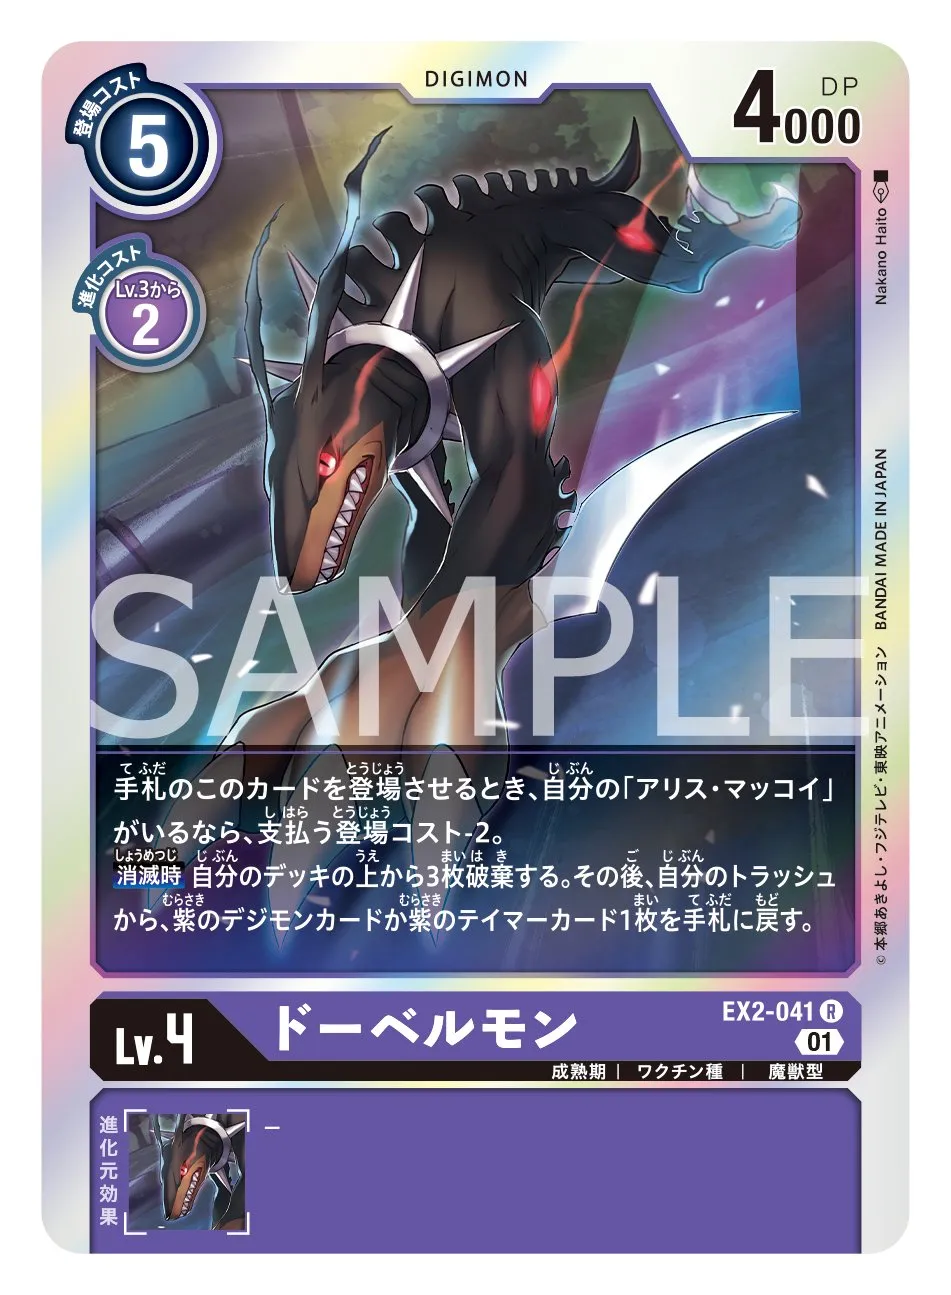 DIGIMON
登場コスト
5
DP
4000
進化コスト
Lv.3から
2
Nakano Haito
BANDAI MADE IN JAPAN
©本郷あきよし・フジテレビ・東映アニメーション
SAMPLE
手札のこのカードを登場させるとき、自分の「アリス・マッコイ」
がいるなら、支払う登場コスト-2。
消滅時 自分のデッキの上から3枚破棄する。その後、自分のトラッシュ
から、紫のデジモンカードか紫のテイマーカード1枚を手札に戻す。
Lv.4
ドーベルモン
EX2-041 R
01
成熟期 | ワクチン種 | 魔獣型
進化元効果
–